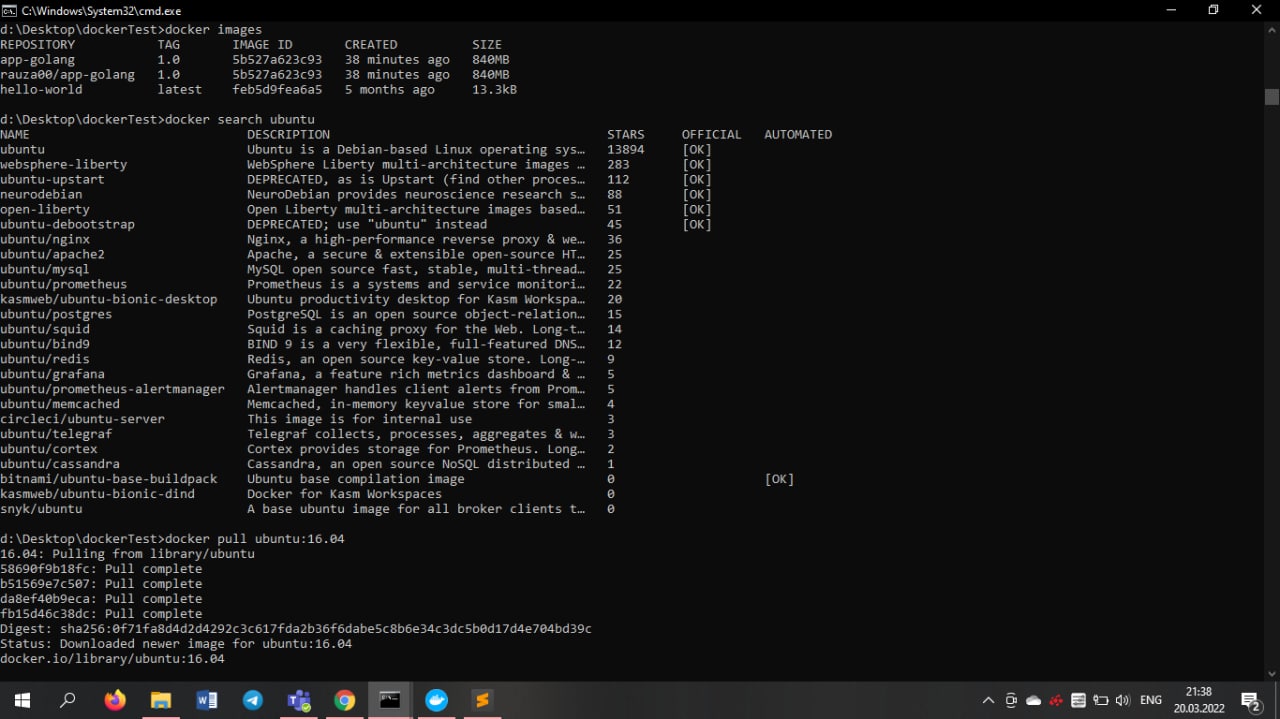 C:\Windows\System32\cmd.exe
d:\Desktop\dockerTest>docker images
REPOSITORY TAG IMAGE ID CREATED SIZE
app-golang 1.0 5b527a623c93 38 minutes ago 840MB
rauza00/app-golang 1.0 5b527a623c93 38 minutes ago 840MB
hello-world latest feb5d9fea6a5 5 months ago 13.3kB
d:\Desktop\dockerTest>docker search ubuntu
NAME DESCRIPTION STARS OFFICIAL AUTOMATED
ubuntu Ubuntu is a Debian-based Linux operating sys… 13894 [OK]
websphere-liberty WebSphere Liberty multi-architecture images … 283 [OK]
ubuntu-upstart DEPRECATED, as is Upstart (find other proces… 112 [OK]
neurodebian NeuroDebian provides neuroscience research s… 88 [OK]
open-liberty Open Liberty multi-architecture images based… 51 [OK]
ubuntu-debootstrap DEPRECATED; use "ubuntu" instead 45 [OK]
ubuntu/nginx Nginx, a high-performance reverse proxy & we… 36
ubuntu/apache2 Apache, a secure & extensible open-source HT… 25
ubuntu/mysql MySQL open source fast, stable, multi-thread… 25
ubuntu/prometheus Prometheus is a systems and service monitori… 22
kasmweb/ubuntu-bionic-desktop Ubuntu productivity desktop for Kasm Workspa… 20
ubuntu/postgres PostgreSQL is an open source object-relation… 15
ubuntu/squid Squid is a caching proxy for the Web. Long-t… 14
ubuntu/bind9 BIND 9 is a very flexible, full-featured DNS… 12
ubuntu/redis Redis, an open source key-value store. Long-… 9
ubuntu/grafana Grafana, a feature rich metrics dashboard & … 5
ubuntu/prometheus-alertmanager Alertmanager handles client alerts from Prom… 5
ubuntu/memcached Memcached, in-memory keyvalue store for smal… 4
circleci/ubuntu-server This image is for internal use 3
ubuntu/telegraf Telegraf collects, processes, aggregates & w… 3
ubuntu/cortex Cortex provides storage for Prometheus. Long… 2
ubuntu/cassandra Cassandra, an open source NoSQL distributed … 1
bitnami/ubuntu-base-buildpack Ubuntu base compilation image 0 [OK]
kasmweb/ubuntu-bionic-dind Docker for Kasm Workspaces 0
snyk/ubuntu A base ubuntu image for all broker clients t… 0
d:\Desktop\dockerTest>docker pull ubuntu:16.04
16.04: Pulling from library/ubuntu
58690f9b18fc: Pull complete
b51569e7c507: Pull complete
da8ef40b9eca: Pull complete
fb15d46c38dc: Pull complete
Digest: sha256:0f71fa8d4d2d4292c3c617fda2b36f6dabe5c8b6e34c3dc5b0d17d4e704bd39c
Status: Downloaded newer image for ubuntu:16.04
docker.io/library/ubuntu:16.04
ENG
21:38
20.03.2022
2